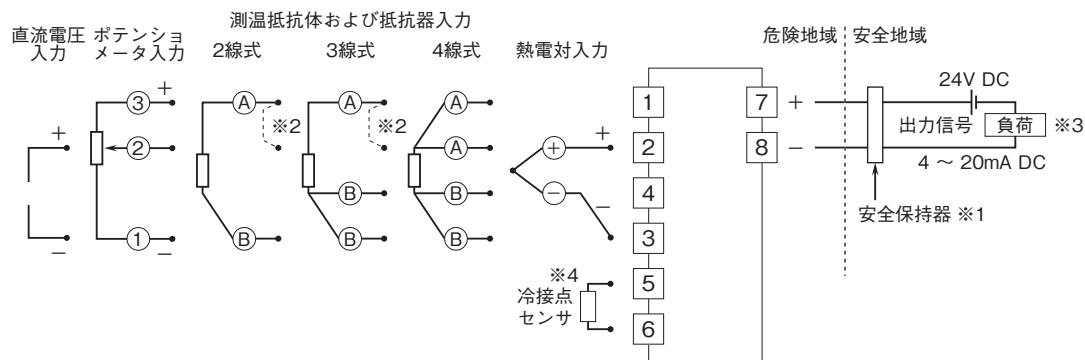 測温抵抗体および抵抗器入力
直流電圧
入力
ポテンショ
メータ入力
2線式
3線式
4線式
熱電対入力
危険地域
安全地域
+
−
3
2
1
+
−
A
B
※2
A
B
B
※2
A
A
B
B
+
−
+
−
※4
冷接点
センサ
1
2
4
3
5
6
7
8
+
−
24V DC
出力信号
負荷
※3
4 ～ 20mA DC
安全保持器 ※1